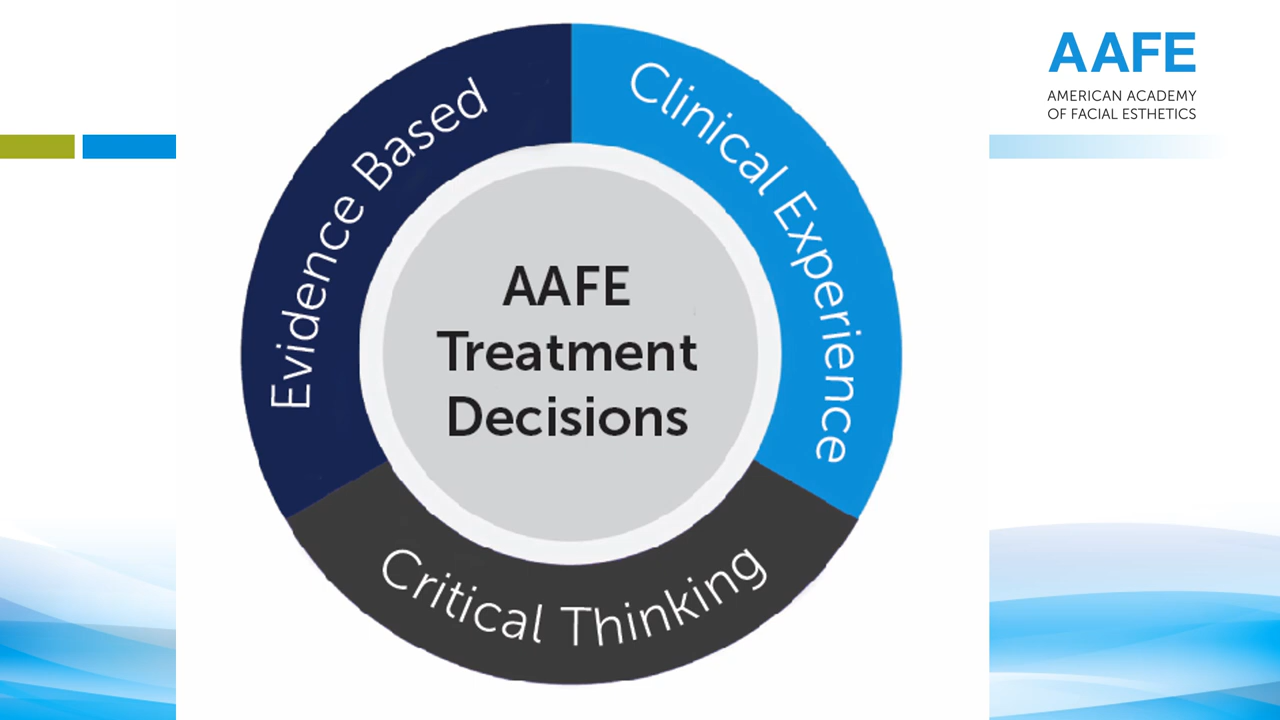 AAFE
AMERICAN ACADEMY
OF FACIAL ESTHETICS
Evidence Based
Clinical Experience
AAFE
Treatment
Decisions
Critical Thinking